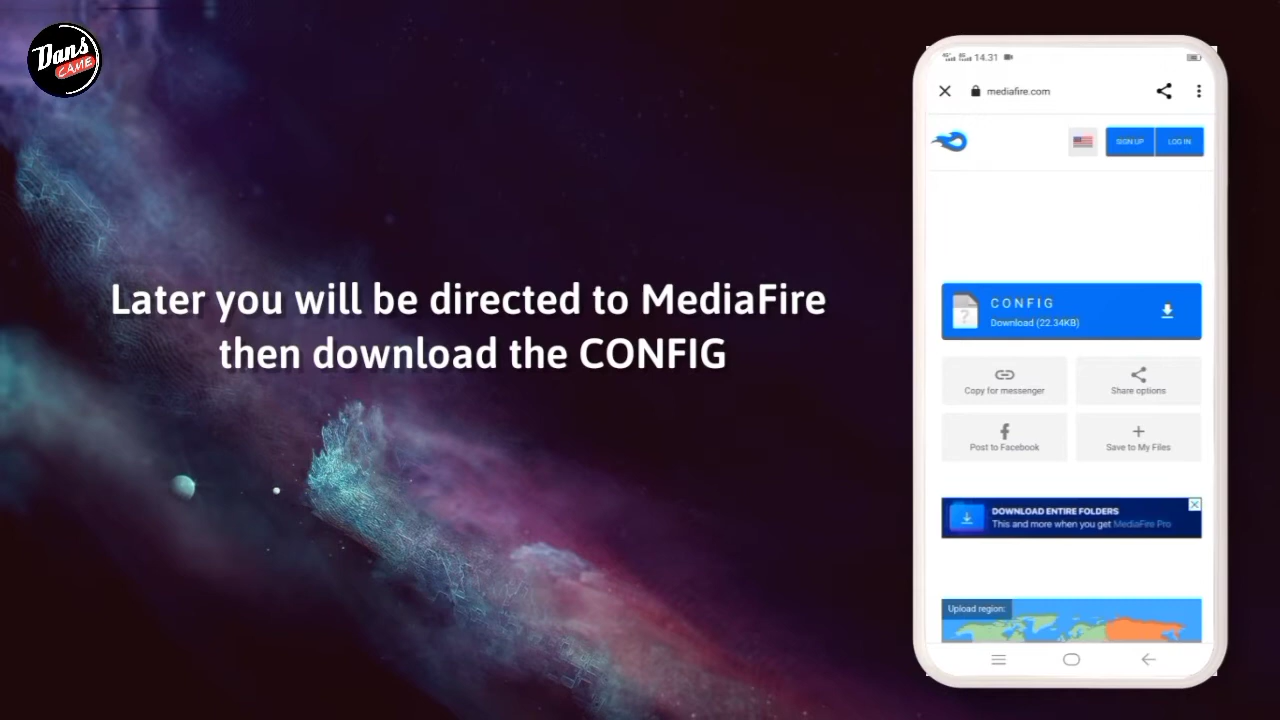 Dans
CAME
Later you will be directed to MediaFire
then download the CONFIG
14.31
mediafire.com
SIGN UP
LOG IN
CONFIG
Download (22.34KB)
Copy for messenger
Share options
Post to Facebook
Save to My Files
DOWNLOAD ENTIRE FOLDERS
This and more when you get MediaFire Pro
Upload region: